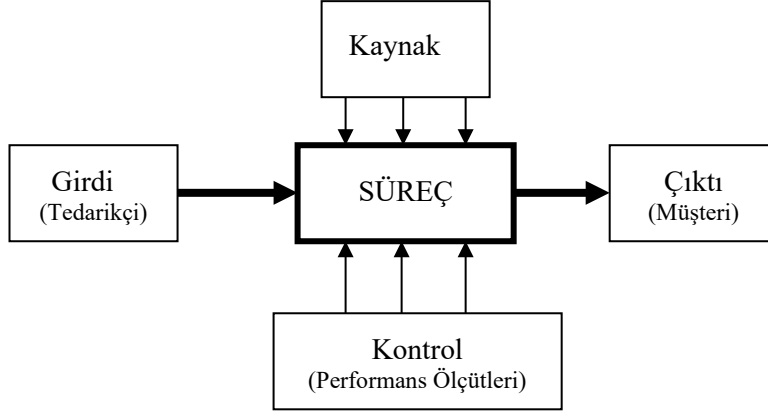 Kaynak
Girdi
(Tedarikçi)
SÜREÇ
Çıktı
(Müşteri)
Kontrol
(Performans Ölçütleri)